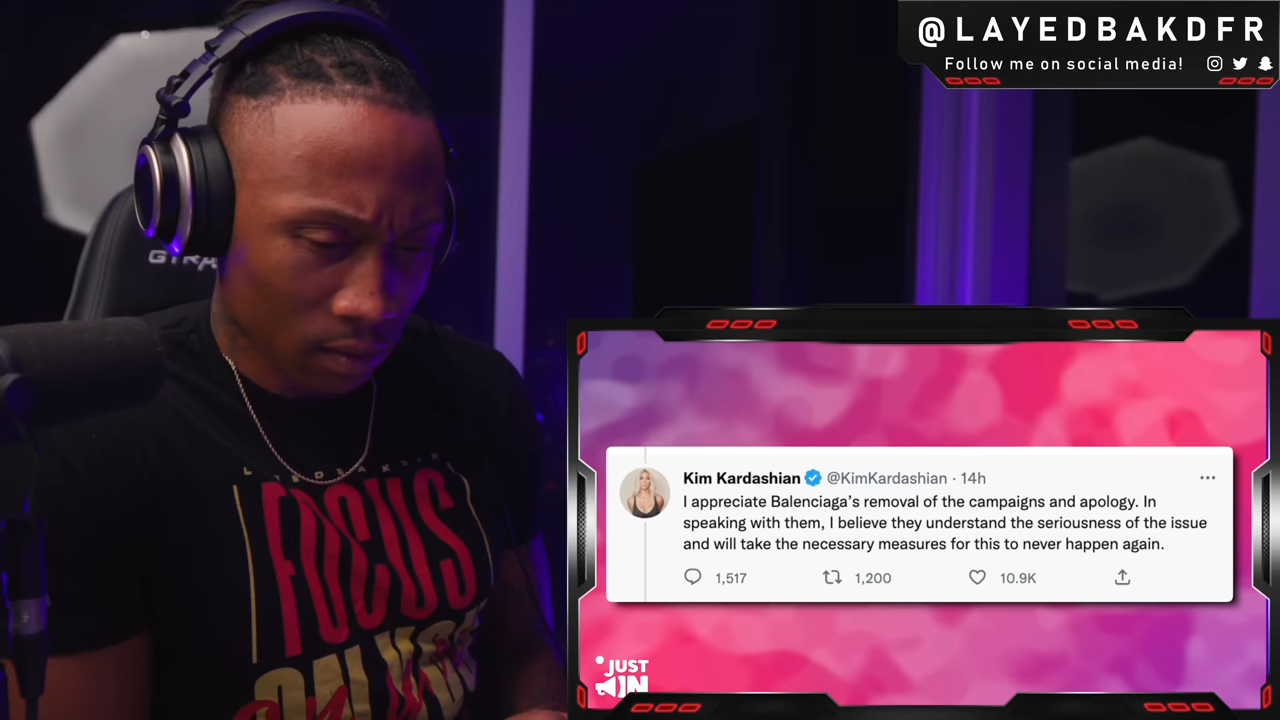 @LAYEDBAKDFR
Follow me on social media!
Kim Kardashian @KimKardashian · 14h
I appreciate Balenciaga's removal of the campaigns and apology. In
speaking with them, I believe they understand the seriousness of the issue
and will take the necessary measures for this to never happen again.
1,517 1,200 10.9K
JUST
IN
FOCUS